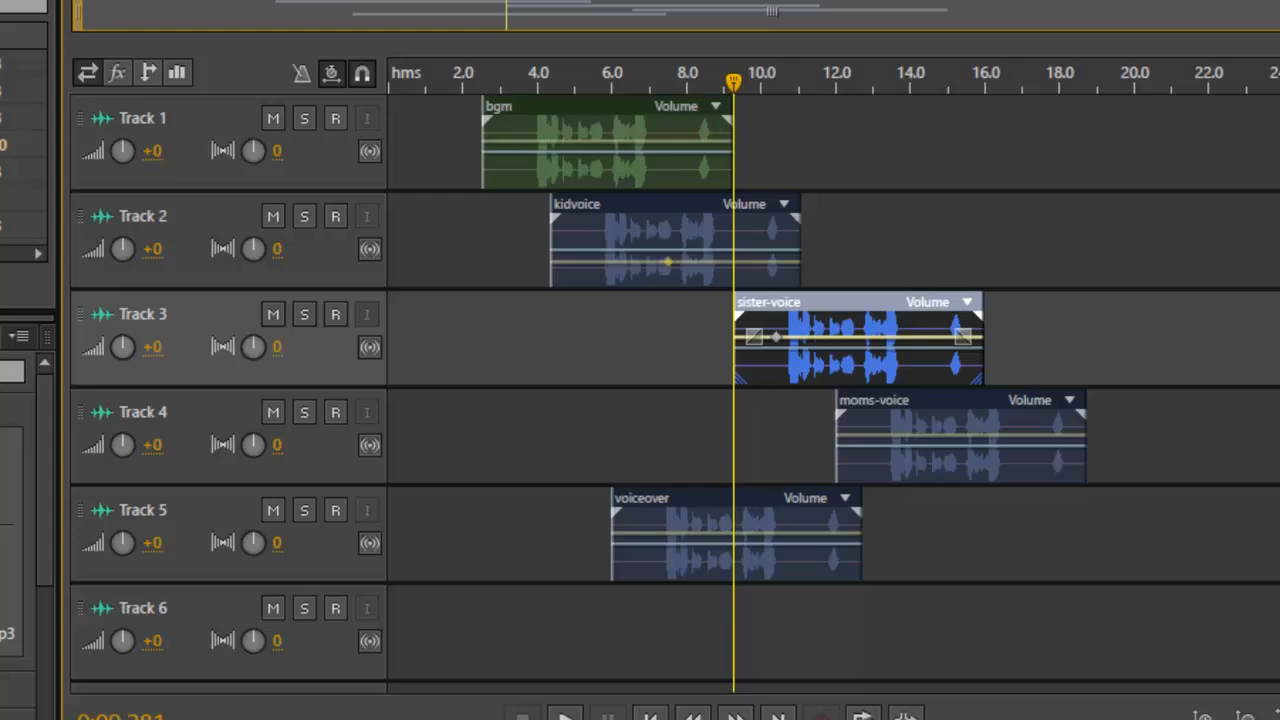 hms 2.0 4.0 6.0 8.0 10.0 12.0 14.0 16.0 18.0 20.0 22.0
fx
Track 1 M S R I
bgm Volume
+0 0
Track 2 M S R I
kidvoice Volume
+0 0
Track 3 M S R I
sister-voice Volume
+0 0
Track 4 M S R I
moms-voice Volume
+0 0
Track 5 M S R I
voiceover Volume
+0 0
Track 6 M S R I
+0 0
p3